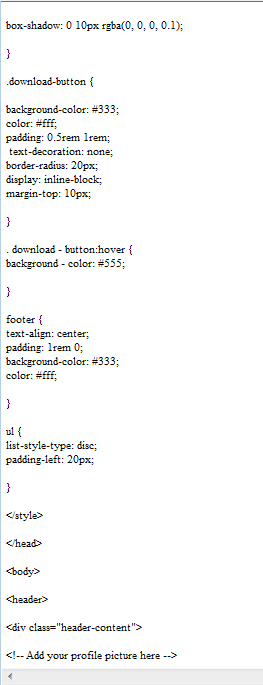 box-shadow: 0 10px rgba(0, 0, 0, 0.1);
}
.download-button {
background-color: #333;
color: #fff;
padding: 0.5rem 1rem;
text-decoration: none;
border-radius: 20px;
display: inline-block;
margin-top: 10px;
}
. download - button:hover {
background - color: #555;
}
footer {
text-align: center;
padding: 1rem 0;
background-color: #333;
color: #fff;
}
ul {
list-style-type: disc;
padding-left: 20px;
}
</style>
</head>
<body>
<header>
<div class="header-content">
<!-- Add your profile picture here -->